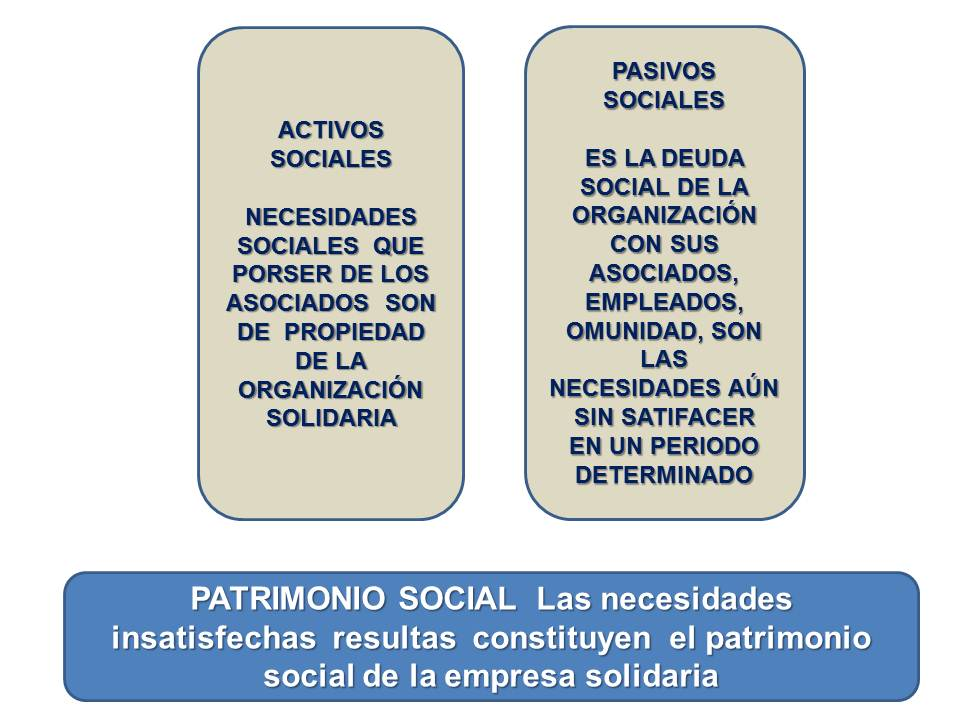 ACTIVOS
SOCIALES
NECESIDADES
SOCIALES QUE
PORSER DE LOS
ASOCIADOS SON
DE PROPIEDAD
DE LA
ORGANIZACIÓN
SOLIDARIA
PASIVOS
SOCIALES
ES LA DEUDA
SOCIAL DE LA
ORGANIZACIÓN
CON SUS
ASOCIADOS,
EMPLEADOS,
OMUNIDAD, SON
LAS
NECESIDADES AÚN
SIN SATIFACER
EN UN PERIODO
DETERMINADO
PATRIMONIO SOCIAL Las necesidades
insatisfechas resultas constituyen el patrimonio
social de la empresa solidaria